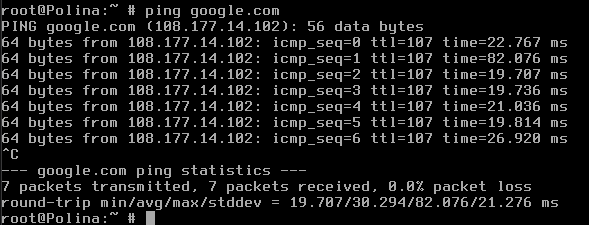 root@Polina:~ # ping google.com
PING google.com (108.177.14.102): 56 data bytes
64 bytes from 108.177.14.102: icmp_seq=0 ttl=107 time=22.767 ms
64 bytes from 108.177.14.102: icmp_seq=1 ttl=107 time=82.076 ms
64 bytes from 108.177.14.102: icmp_seq=2 ttl=107 time=19.707 ms
64 bytes from 108.177.14.102: icmp_seq=3 ttl=107 time=19.736 ms
64 bytes from 108.177.14.102: icmp_seq=4 ttl=107 time=21.036 ms
64 bytes from 108.177.14.102: icmp_seq=5 ttl=107 time=19.814 ms
64 bytes from 108.177.14.102: icmp_seq=6 ttl=107 time=26.920 ms
^C
--- google.com ping statistics ---
7 packets transmitted, 7 packets received, 0.0% packet loss
round-trip min/avg/max/stddev = 19.707/30.294/82.076/21.276 ms
root@Polina:~ #